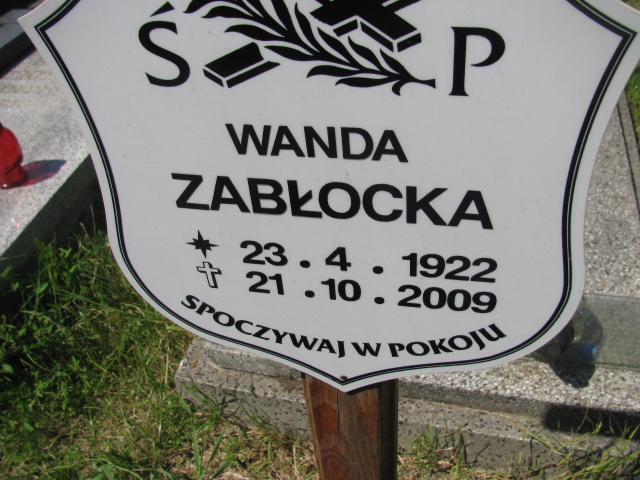 Ś P
WANDA
ZABŁOCKA
23.4.1922
21.10.2009
SPOCZYWAJ W POKOJU